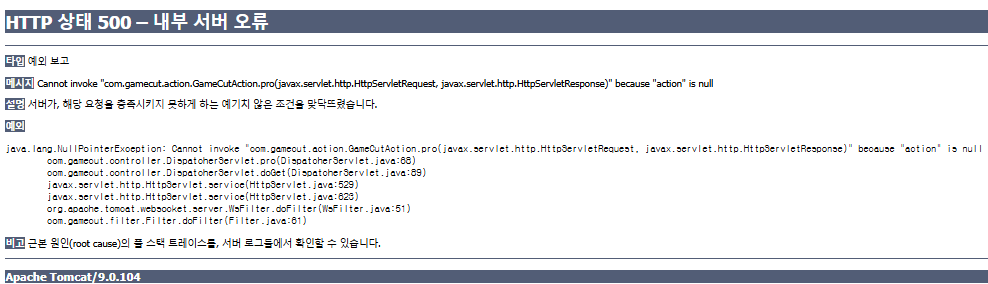 HTTP 상태 500 – 내부 서버 오류
타입 예외 보고
메시지 Cannot invoke "com.gamecut.action.GameCutAction.pro(javax.servlet.http.HttpServletRequest, javax.servlet.http.HttpServletResponse)" because "action" is null
설명 서버가, 해당 요청을 충족시키지 못하게 하는 예기치 않은 조건을 맞닥뜨렸습니다.
예외
java.lang.NullPointerException: Cannot invoke "com.gamecut.action.GameCutAction.pro(javax.servlet.http.HttpServletRequest, javax.servlet.http.HttpServletResponse)" because "action" is null
com.gamecut.controller.DispatcherServlet.pro(DispatcherServlet.java:68)
com.gamecut.controller.DispatcherServlet.doGet(DispatcherServlet.java:89)
javax.servlet.http.HttpServlet.service(HttpServlet.java:529)
javax.servlet.http.HttpServlet.service(HttpServlet.java:623)
org.apache.tomcat.websocket.server.WsFilter.doFilter(WsFilter.java:51)
com.gamecut.filter.Filter.doFilter(Filter.java:61)
비고 근본 원인(root cause)의 풀 스택 트레이스를, 서버 로그들에서 확인할 수 있습니다.
Apache Tomcat/9.0.104